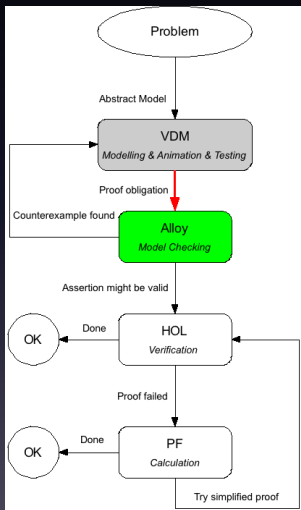 Problem
Abstract Model
VDM
Modelling & Animation & Testing
Proof obligation
Counterexample found
Alloy
Model Checking
Assertion might be valid
OK
Done
HOL
Verification
Proof failed
OK
Done
PF
Calculation
Try simplified proof